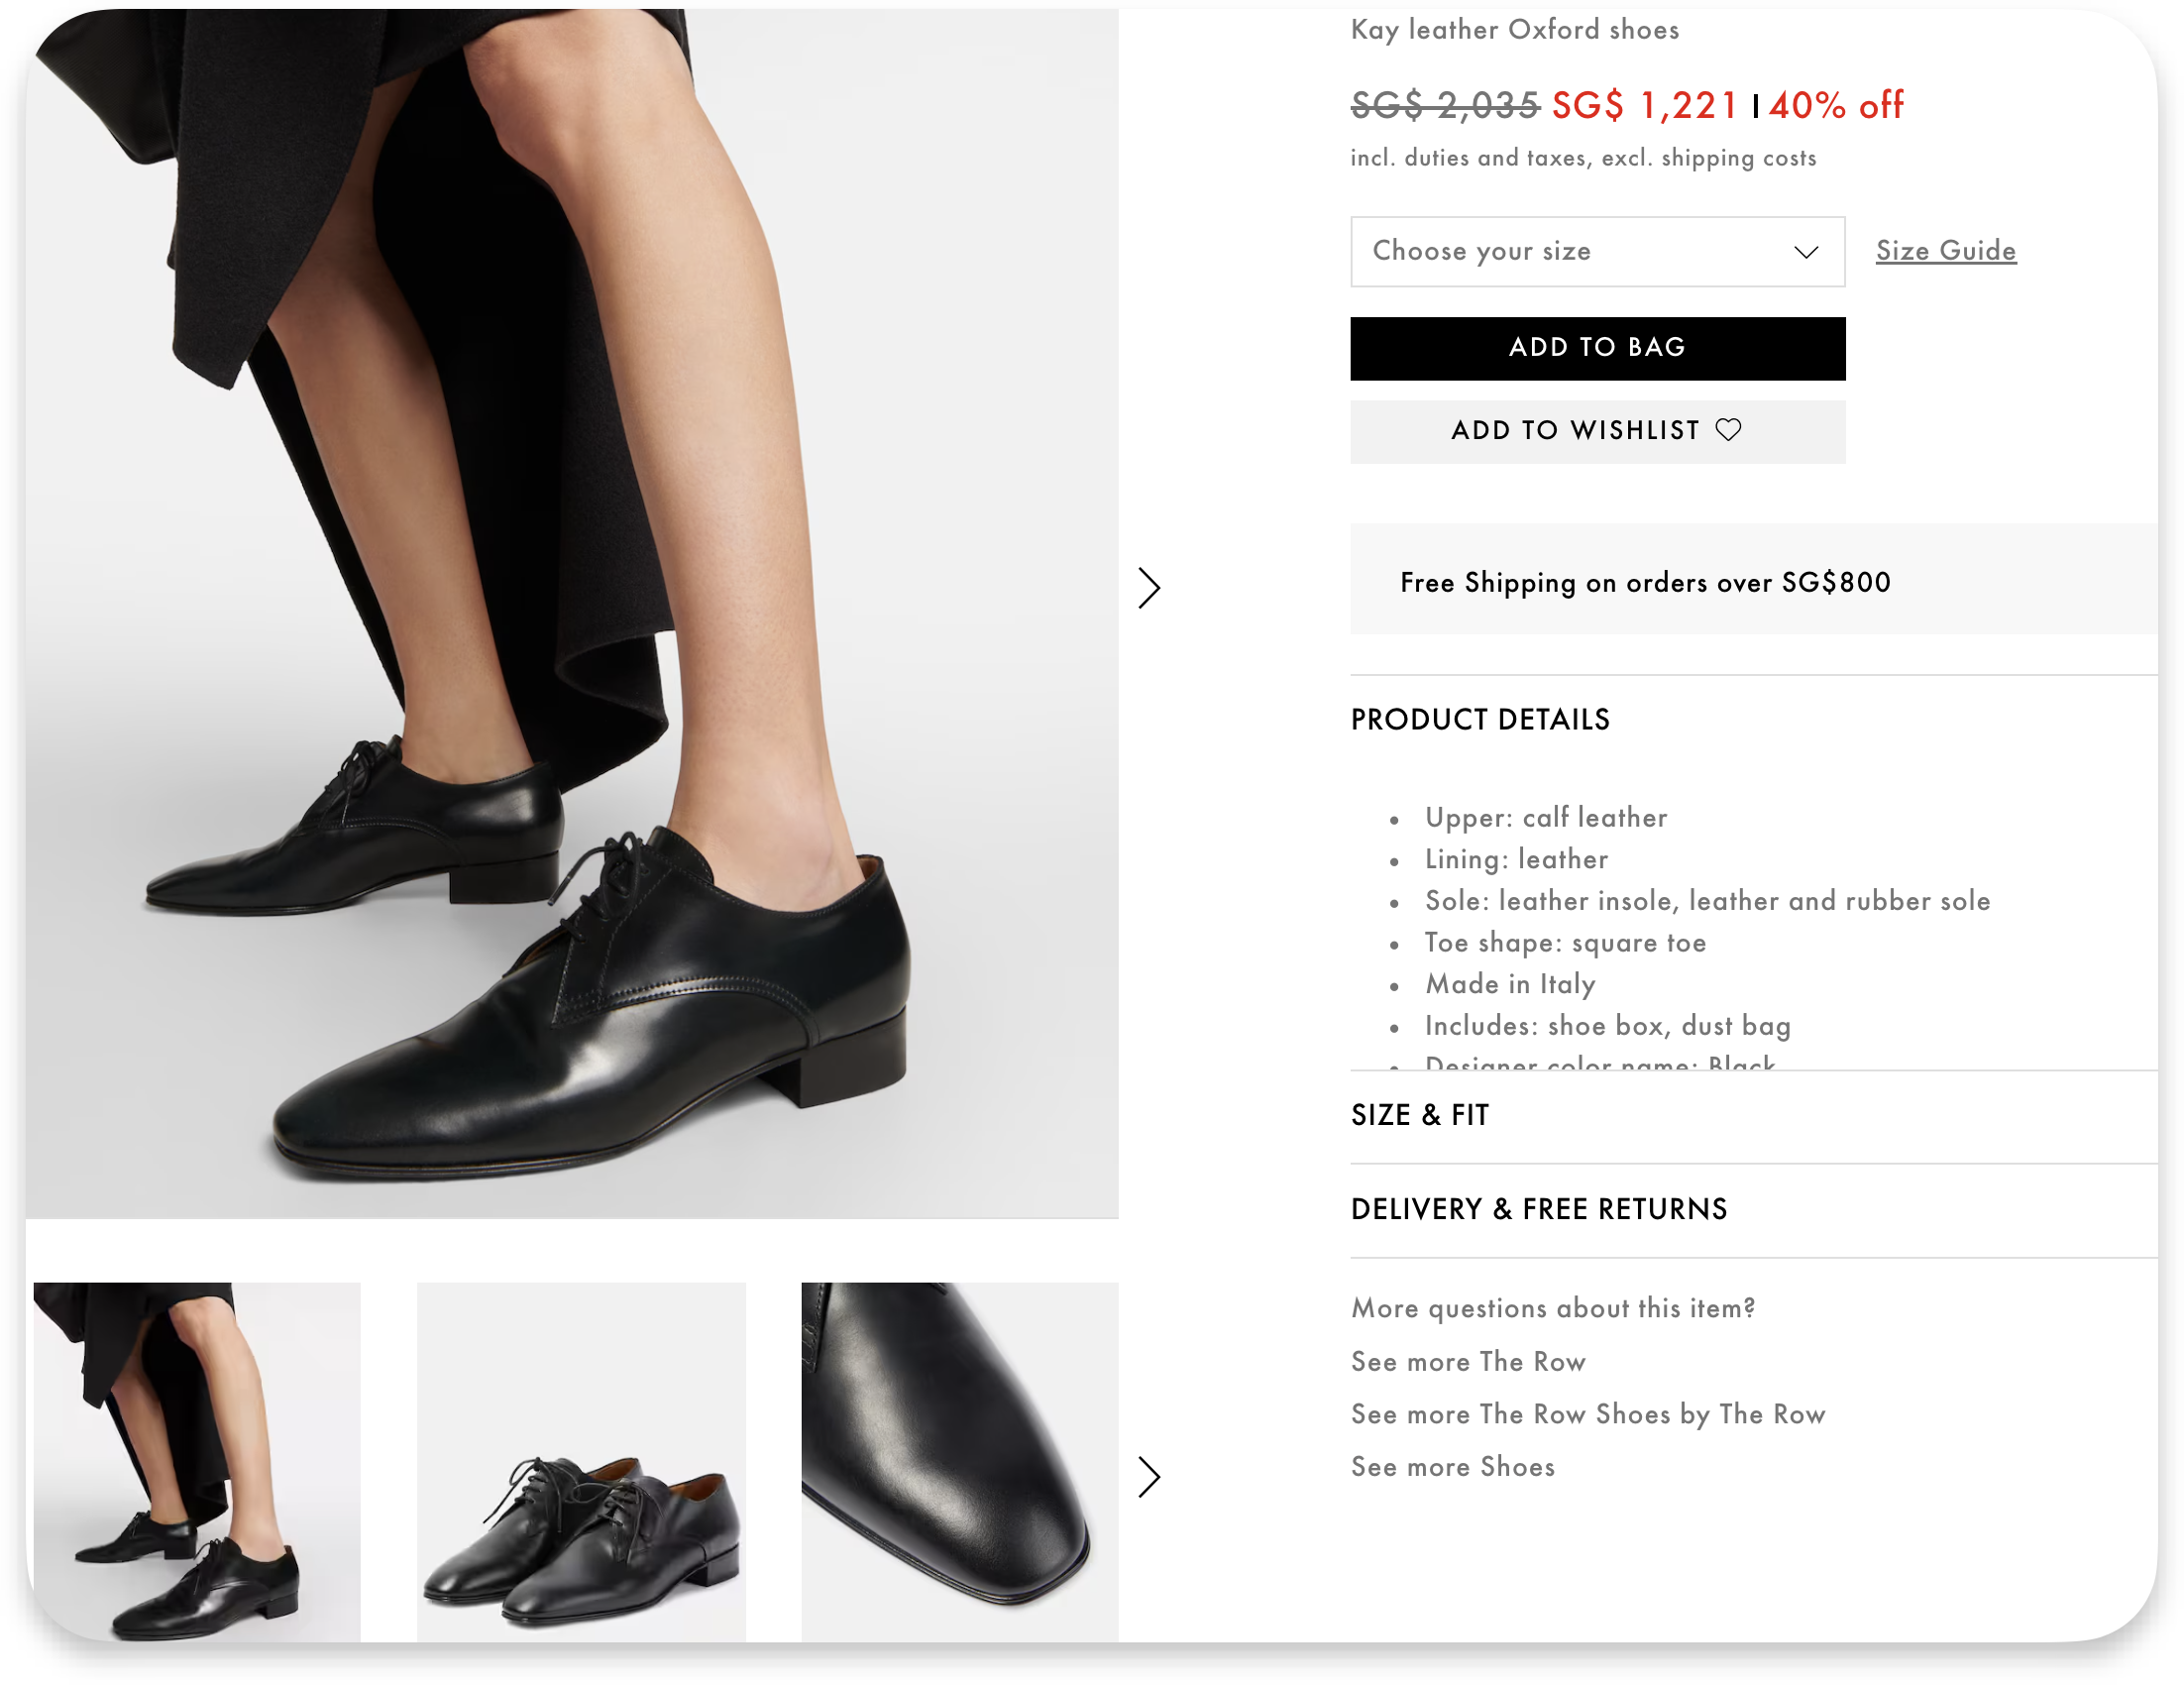 Kay leather Oxford shoes
SG$ 2,035 SG$ 1,221 | 40% off
incl. duties and taxes, excl. shipping costs
Choose your size
Size Guide
ADD TO BAG
ADD TO WISHLIST
Free Shipping on orders over SG$800
PRODUCT DETAILS
• Upper: calf leather
• Lining: leather
• Sole: leather insole, leather and rubber sole
• Toe shape: square toe
• Made in Italy
• Includes: shoe box, dust bag
• Designer color name: Black
SIZE & FIT
DELIVERY & FREE RETURNS
More questions about this item?
See more The Row
See more The Row Shoes by The Row
See more Shoes